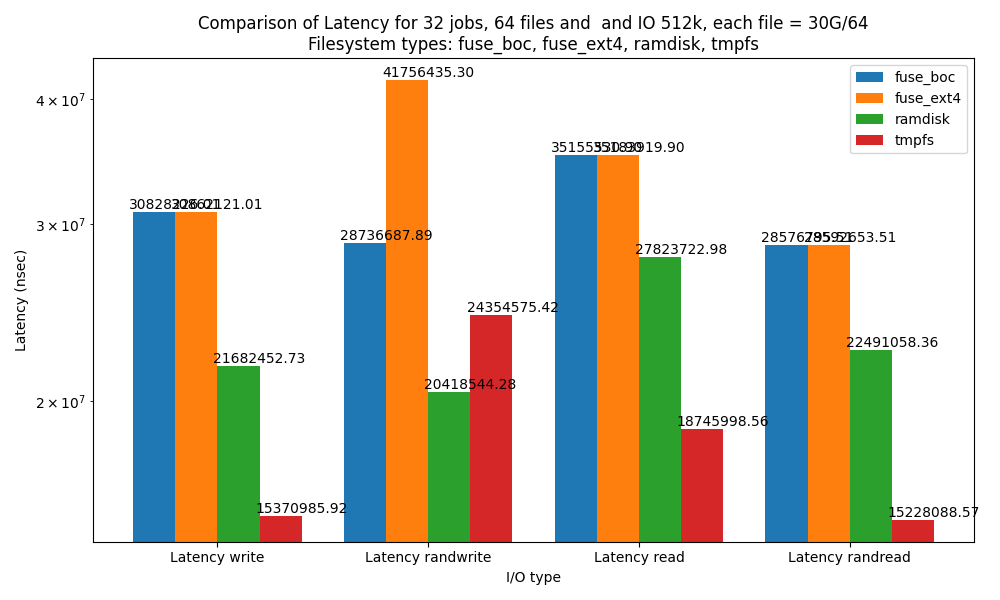 Comparison of Latency for 32 jobs, 64 files and  and IO 512k, each file = 30G/64
Filesystem types: fuse_boc, fuse_ext4, ramdisk, tmpfs
fuse_boc
fuse_ext4
ramdisk
tmpfs
Latency (nsec)
4 × 10⁷
3 × 10⁷
2 × 10⁷
21682452.73
15370985.92
28736687.89
41756435.30
20418544.28
24354575.42
27823722.98
18745998.56
22491058.36
15228088.57
Latency write
Latency randwrite
Latency read
Latency randread
I/O type